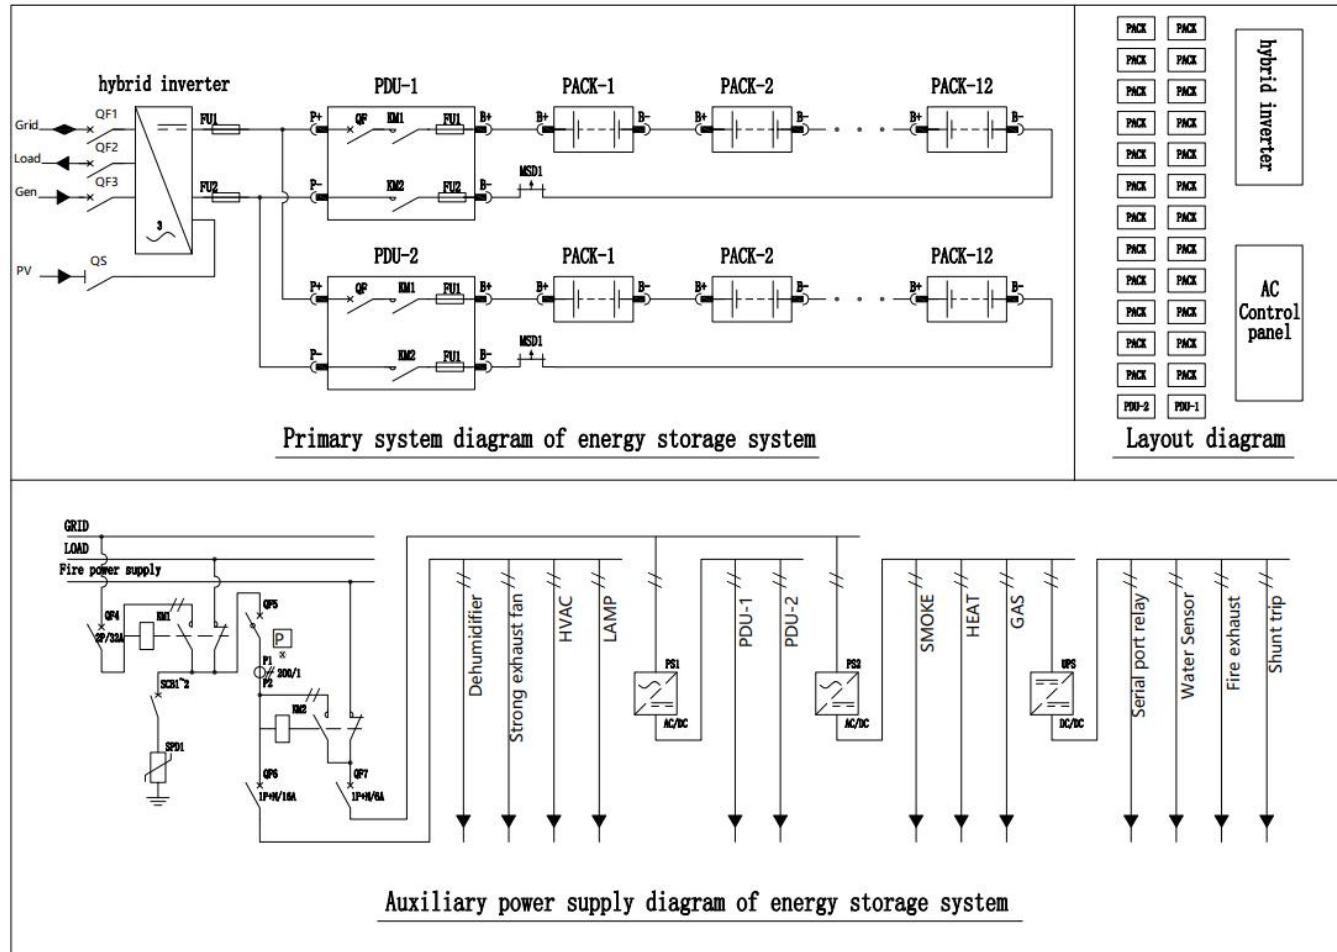 hybrid inverter
PDU-1
PACK-1
PACK-2
PACK-12
Grid
QF1
FU1
P+
QF
KM1
FU1
B+
B+
B-
B+
B-
B+
B-
Load
QF2
Gen
QF3
FU2
P-
KM2
FU2
B-
MSD1
3
PV
QS
PDU-2
PACK-1
PACK-2
PACK-12
P+
QF
KM1
FU1
B+
B+
B-
B+
B-
B+
B-
P-
KM2
FU1
B-
MSD1
Primary system diagram of energy storage system
PACK PACK
PACK PACK
PACK PACK
PACK PACK
PACK PACK
PACK PACK
PACK PACK
PACK PACK
PACK PACK
PACK PACK
PACK PACK
PACK PACK
PDU-2 PDU-1
hybrid inverter
AC
Control
panel
Layout diagram
GRID
LOAD
Fire power supply
QF4
2P/32A
KM1
QF5
P
※
P1
200/1
P2
SCB1~2
KM2
SPD1
QF6
1P+N/16A
QF7
1P+N/6A
Dehumidifier
Strong exhaust fan
HVAC
LAMP
PS1
AC/DC
PDU-1
PDU-2
PS2
AC/DC
SMOKE
HEAT
GAS
UPS
DC/DC
Serial port relay
Water Sensor
Fire exhaust
Shunt trip
Auxiliary power supply diagram of energy storage system